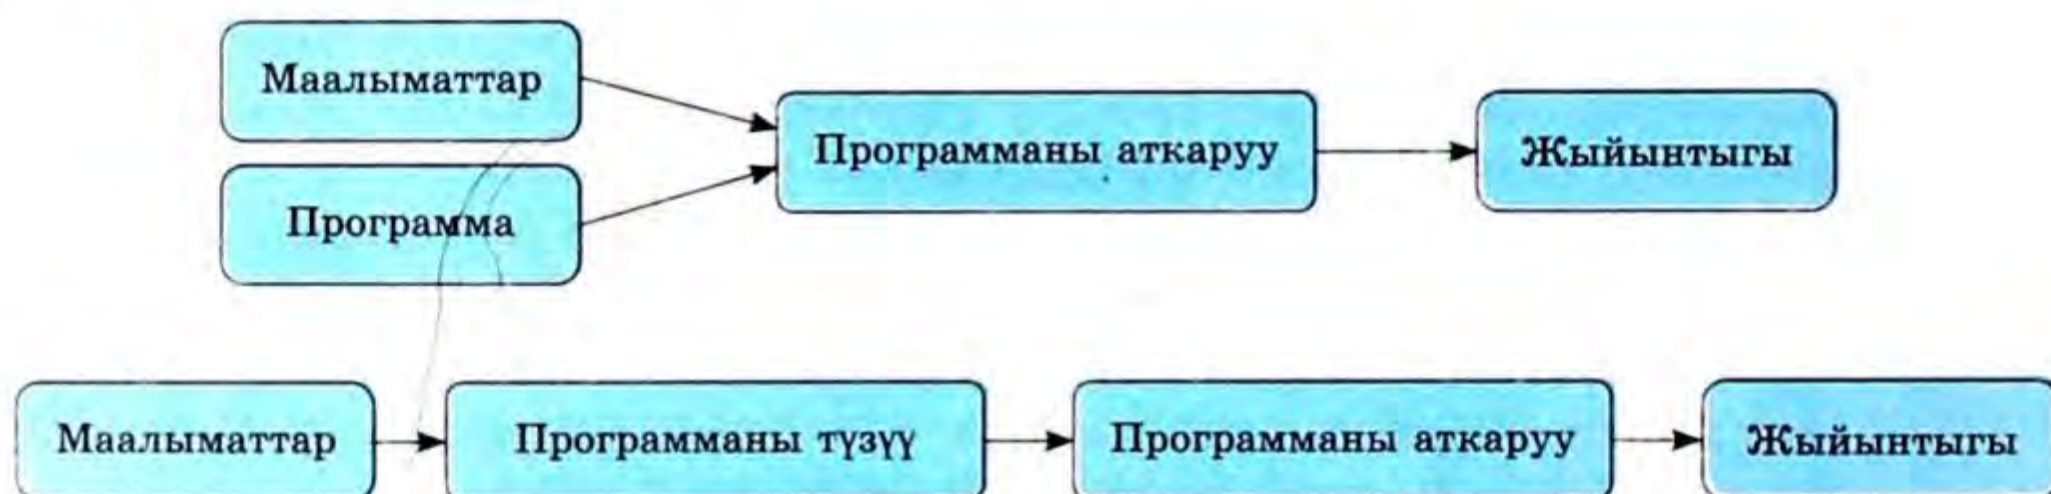 Маалыматтар
Программа
Программаны аткаруу
Жыйынтыгы
Маалыматтар
Программаны түзүү
Программаны аткаруу
Жыйынтыгы